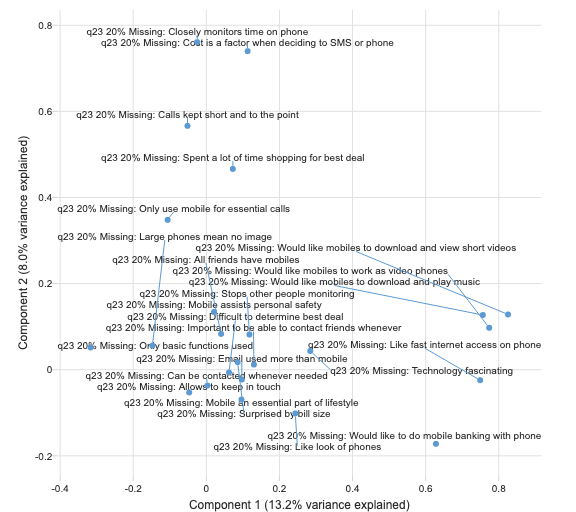 0.8
q23 20% Missing: Closely monitors time on phone
q23 20% Missing: Cost is a factor when deciding to SMS or phone
0.6
q23 20% Missing: Calls kept short and to the point
q23 20% Missing: Spent a lot of time shopping for best deal
0.4
q23 20% Missing: Only use mobile for essential calls
q23 20% Missing: Large phones mean no image
q23 20% Missing: Would like mobiles to download and view short videos
q23 20% Missing: All friends have mobiles
q23 20% Missing: Would like mobiles to work as video phones
0.2
q23 20% Missing: Would like mobiles to download and play music
q23 20% Missing: Stops other people monitoring
q23 20% Missing: Mobile assists personal safety
q23 20% Missing: Difficult to determine best deal
q23 20% Missing: Important to be able to contact friends whenever
q23 20% Missing: Only basic functions used
q23 20% Missing: Like fast internet access on phone
q23 20% Missing: Email used more than mobile
0
q23 20% Missing: Technology fascinating
q23 20% Missing: Can be contacted whenever needed
q23 20% Missing: Allows to keep in touch
q23 20% Missing: Mobile an essential part of lifestyle
q23 20% Missing: Surprised by bill size
q23 20% Missing: Would like to do mobile banking with phone
q23 20% Missing: Like look of phones
-0.2
-0.4 -0.2 0 0.2 0.4 0.6 0.8
Component 1 (13.2% variance explained)
Component 2 (8.0% variance explained)